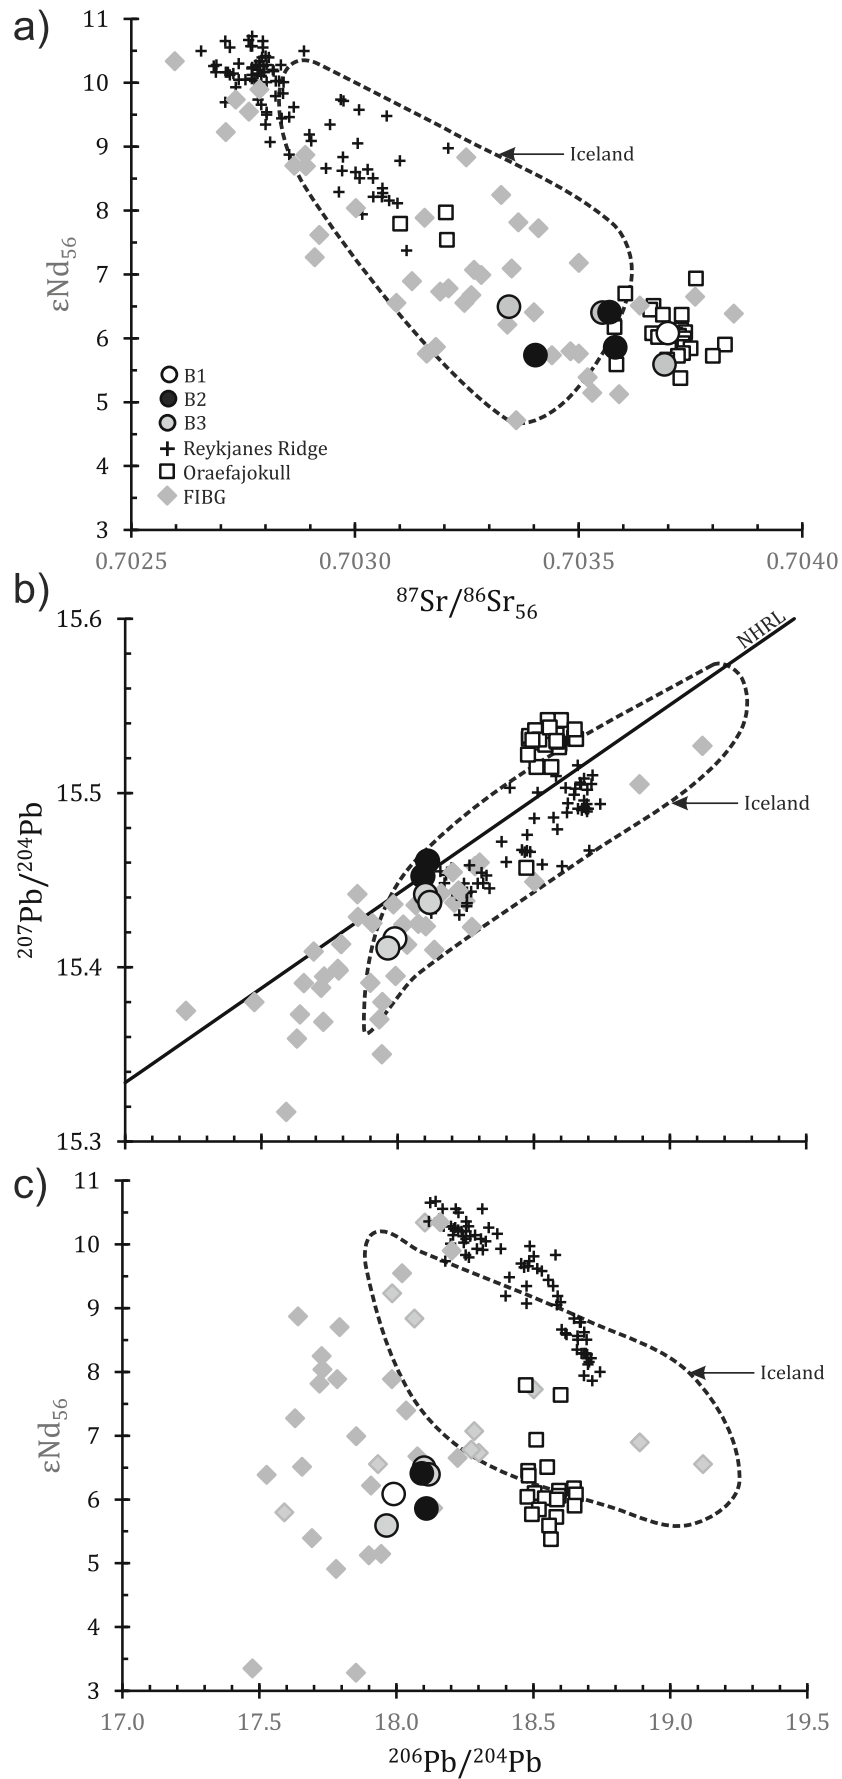 a)
11
10
9
8
7
6
5
4
3
εNd56
Iceland
B1
B2
B3
Reykjanes Ridge
Oraefajokull
FIBG
0.7025 0.7030 0.7035 0.7040
87Sr/86Sr56
b)
15.6
15.5
15.4
15.3
207Pb/204Pb
NHRL
Iceland
c)
11
10
9
8
7
6
5
4
3
εNd56
Iceland
17.0 17.5 18.0 18.5 19.0 19.5
206Pb/204Pb